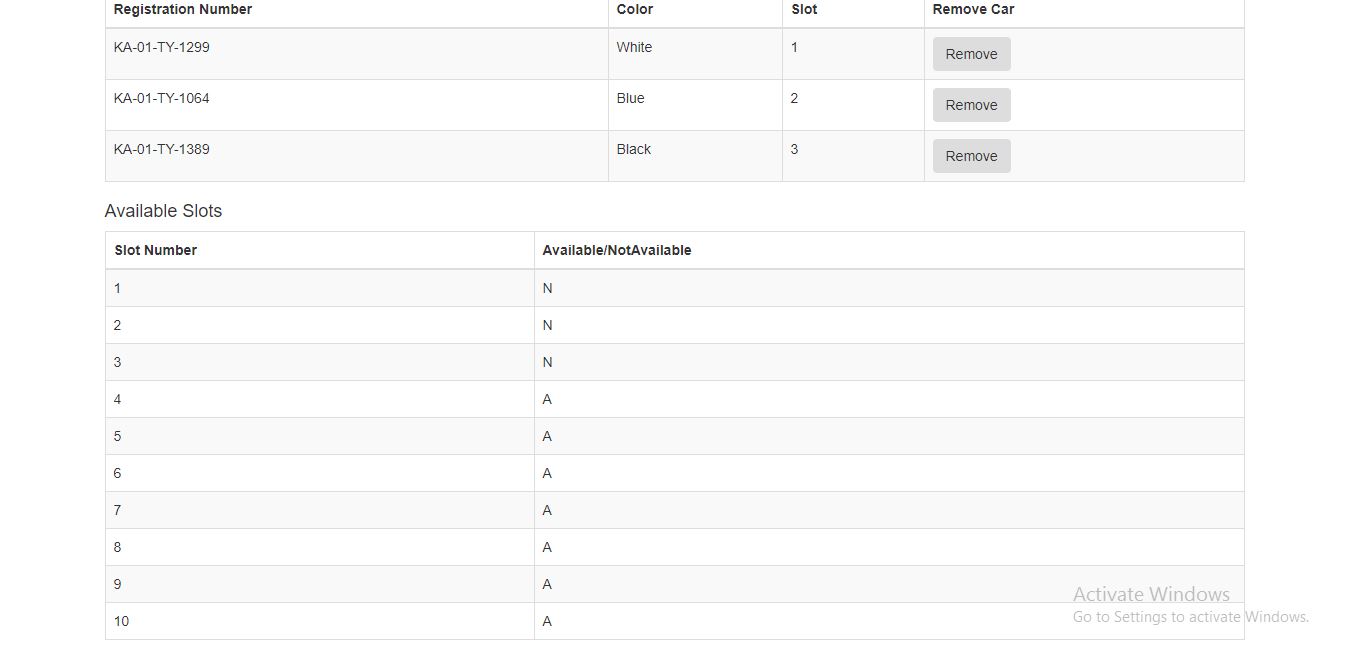 Registration Number Color Slot Remove Car
KA-01-TY-1299 White 1 Remove
KA-01-TY-1064 Blue 2 Remove
KA-01-TY-1389 Black 3 Remove
Available Slots
Slot Number Available/NotAvailable
1 N
2 N
3 N
4 A
5 A
6 A
7 A
8 A
9 A
10 A
Activate Windows
Go to Settings to activate Windows.